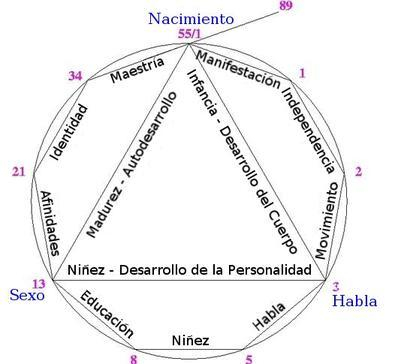 89
Nacimiento
55/1
34
Maestría
Manifestación
1
Identidad
Independencia
Madurez - Autodesarrollo
Infancia - Desarrollo del Cuerpo
21
2
Afinidades
Movimiento
Niñez - Desarrollo de la Personalidad
13
3
Sexo
Habla
Educación
Habla
Niñez
8
5